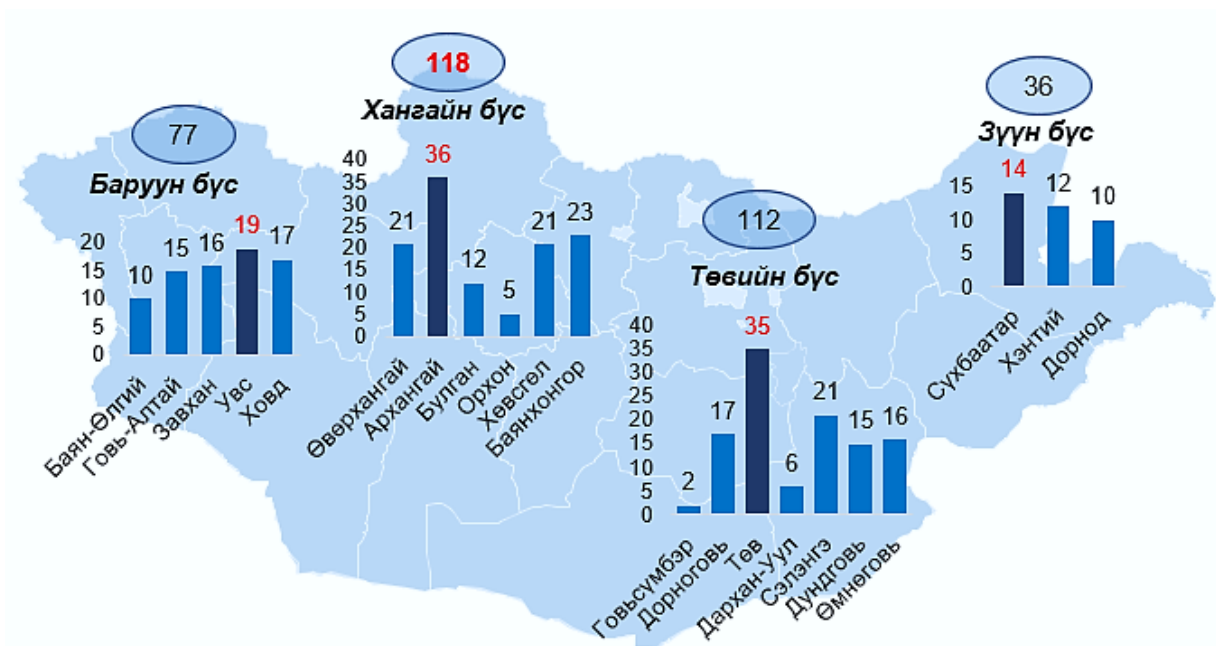 77
Баруун бүс
20
15
10
5
0
10
15
16
19
17
Баян-Өлгий
Говь-Алтай
Завхан
Увс
Ховд
118
Хангайн бүс
40
35
30
25
20
15
10
5
0
21
36
12
5
21
23
Өвөрхангай
Архангай
Булган
Орхон
Хөвсгөл
Баянхонгор
112
Төвийн бүс
40
35
30
25
20
15
10
5
0
2
17
35
6
21
15
16
Говьсүмбэр
Дорноговь
Төв
Дархан-Уул
Сэлэнгэ
Дундговь
Өмнөговь
36
Зүүн бүс
15
10
5
0
14
12
10
Сүхбаатар
Хэнтий
Дорнод